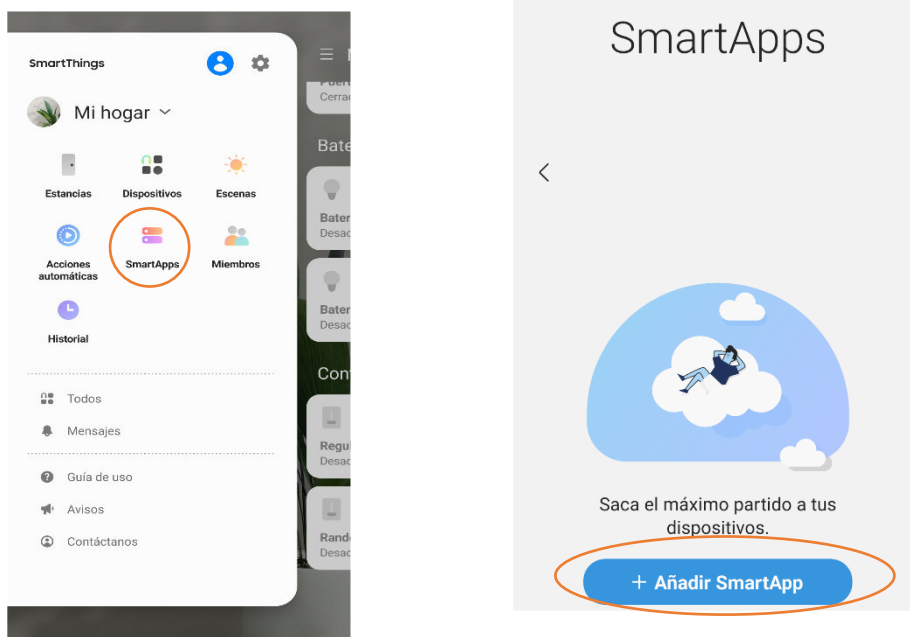 SmartThings
Mi hogar
Estancias
Dispositivos
Escenas
Acciones
automáticas
SmartApps
Miembros
Historial
Todos
Mensajes
Guía de uso
Avisos
Contáctanos
Cerrad
Bate
Bater
Desac
Bater
Desac
Con
Regul
Desac
Rand
Desac
SmartApps
Saca el máximo partido a tus
dispositivos.
+ Añadir SmartApp